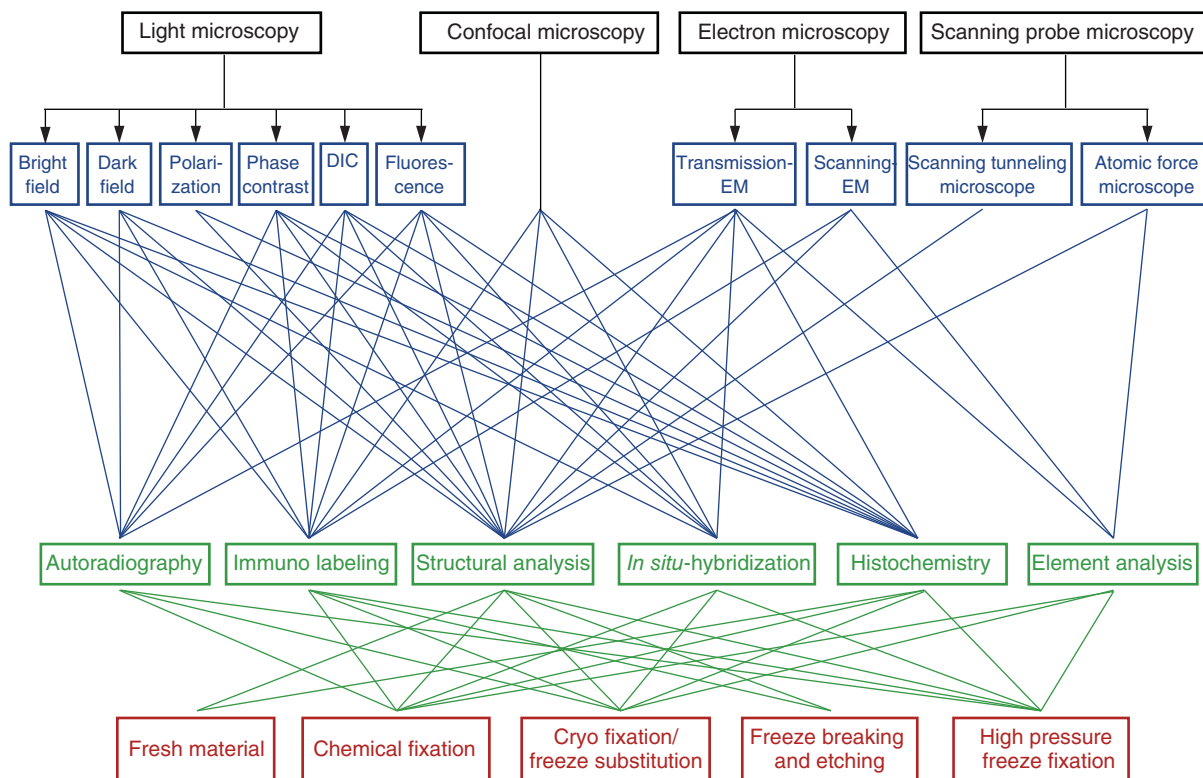 Light microscopy
Confocal microscopy
Electron microscopy
Scanning probe microscopy
Bright
field
Dark
field
Polari-
zation
Phase
contrast
DIC
Fluores-
cence
Transmission-
EM
Scanning-
EM
Scanning tunneling
microscope
Atomic force
microscope
Autoradiography
Immuno labeling
Structural analysis
In situ-hybridization
Histochemistry
Element analysis
Fresh material
Chemical fixation
Cryo fixation/
freeze substitution
Freeze breaking
and etching
High pressure
freeze fixation